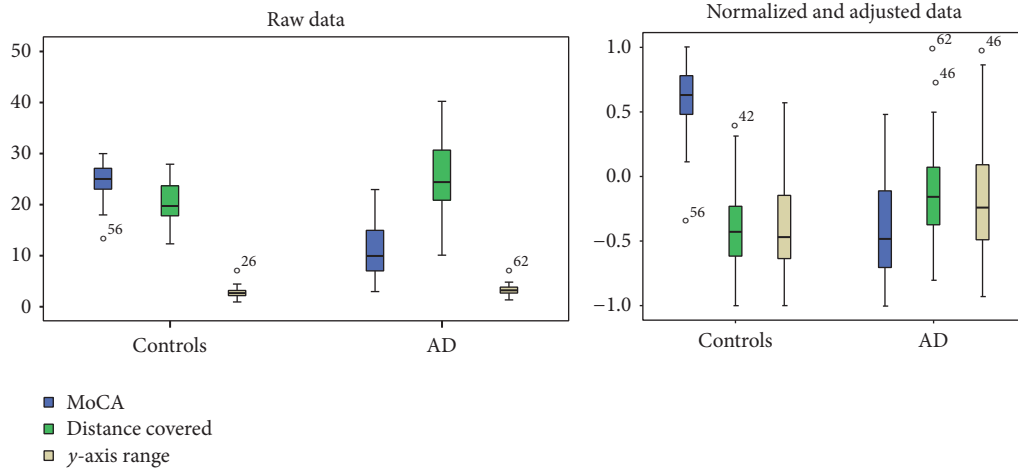 Raw data
50
40
30
20
10
0
56
26
62
Controls
AD
Normalized and adjusted data
1.0
0.5
0.0
−0.5
−1.0
56
42
62
46
46
Controls
AD
MoCA
Distance covered
y-axis range